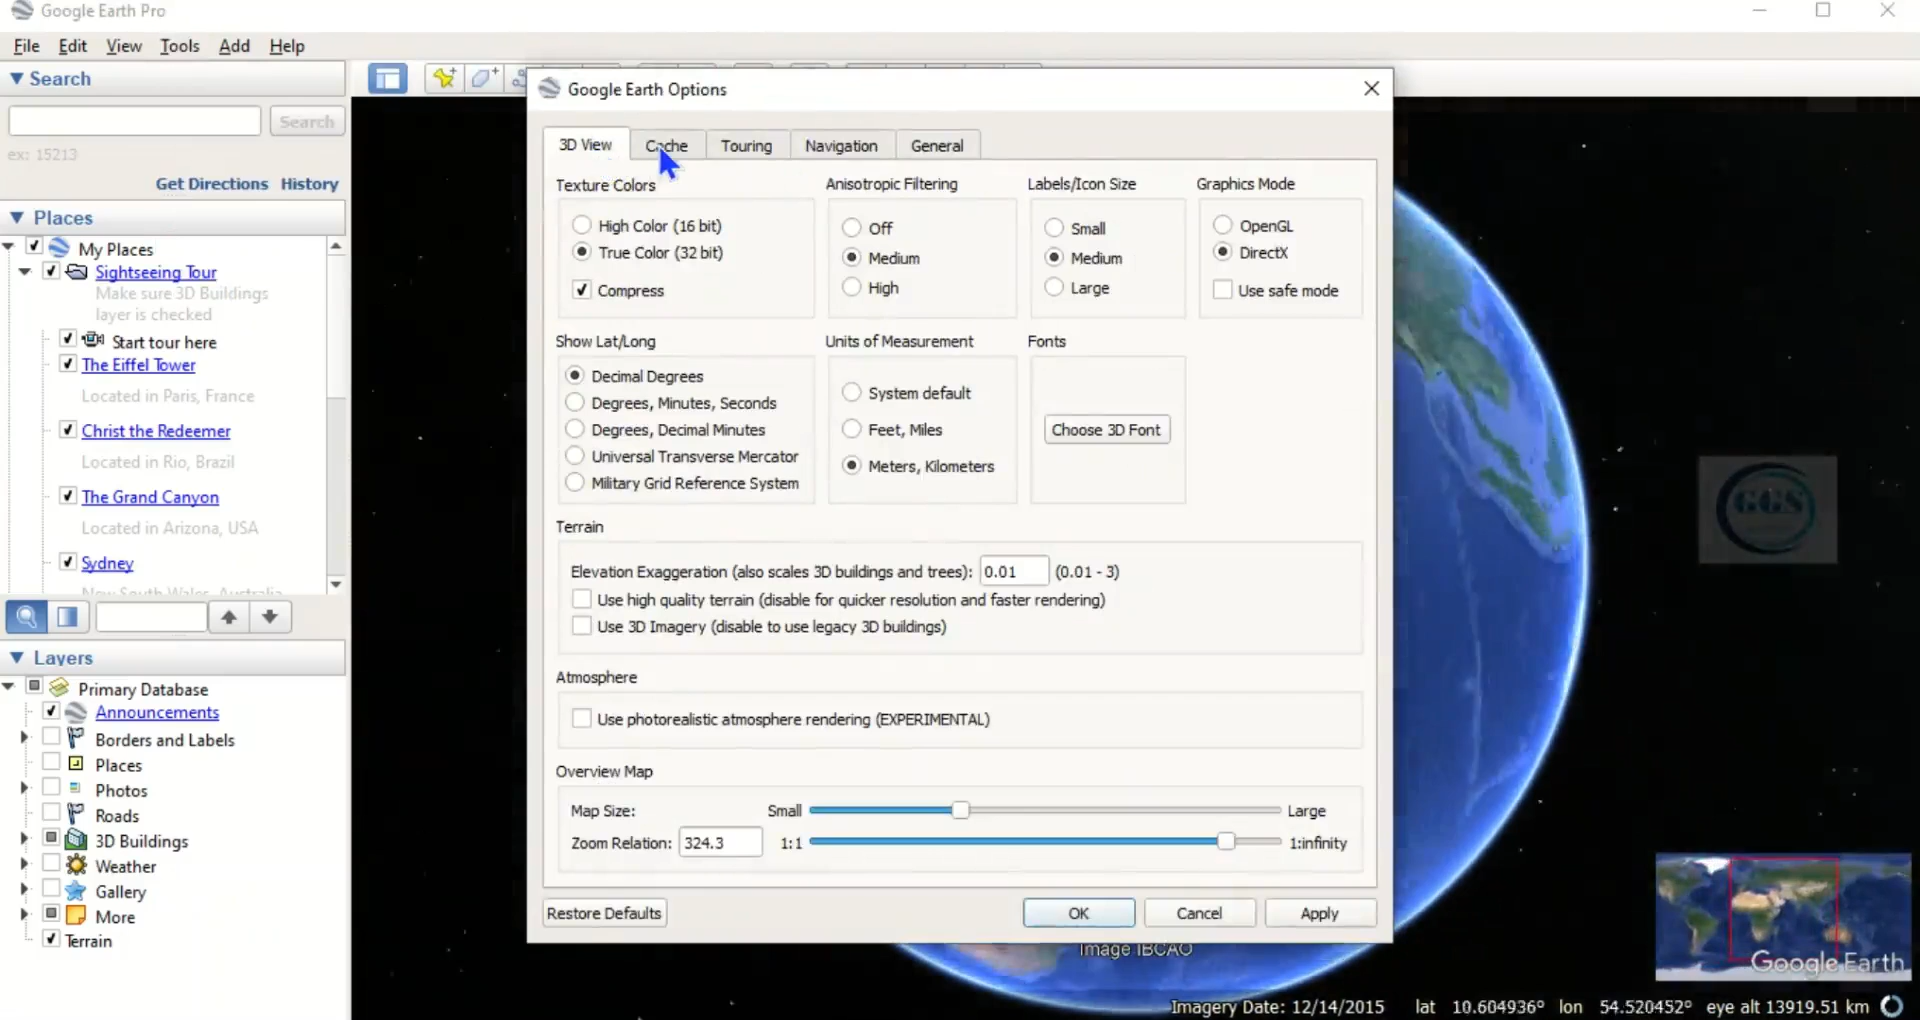 Google Earth Pro
File Edit View Tools Add Help
Search
Search
ex: 15213
Get Directions History
Places
My Places
Sightseeing Tour
Make sure 3D Buildings
layer is checked
Start tour here
The Eiffel Tower
Located in Paris, France
Christ the Redeemer
Located in Rio, Brazil
The Grand Canyon
Located in Arizona, USA
Sydney
New South Wales, Australia
Layers
Primary Database
Announcements
Borders and Labels
Places
Photos
Roads
3D Buildings
Weather
Gallery
More
Terrain
Google Earth Options
3D View Cache Touring Navigation General
Texture Colors
High Color (16 bit)
True Color (32 bit)
Compress
Anisotropic Filtering
Off
Medium
High
Labels/Icon Size
Small
Medium
Large
Graphics Mode
OpenGL
DirectX
Use safe mode
Show Lat/Long
Decimal Degrees
Degrees, Minutes, Seconds
Degrees, Decimal Minutes
Universal Transverse Mercator
Military Grid Reference System
Units of Measurement
System default
Feet, Miles
Meters, Kilometers
Fonts
Choose 3D Font
Terrain
Elevation Exaggeration (also scales 3D buildings and trees): 0.01 (0.01 - 3)
Use high quality terrain (disable for quicker resolution and faster rendering)
Use 3D Imagery (disable to use legacy 3D buildings)
Atmosphere
Use photorealistic atmosphere rendering (EXPERIMENTAL)
Overview Map
Map Size: Small Large
Zoom Relation: 324.3 1:1 1:infinity
Restore Defaults OK Cancel Apply
GGS
Image IBCAO
Google Earth
Imagery Date: 12/14/2015 lat 10.604936° lon 54.520452° eye alt 13919.51 km